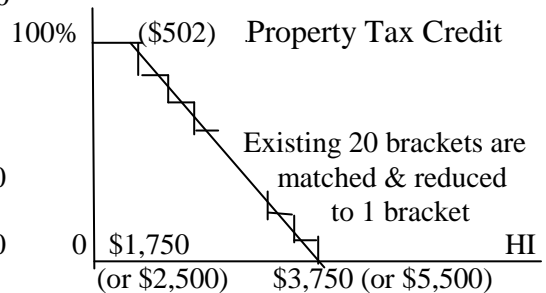 0
100% ($502) Property Tax Credit
Existing 20 brackets are
0 matched & reduced
to 1 bracket
0 0 $1,750 HI
(or $2,500) $3,750 (or $5,500)